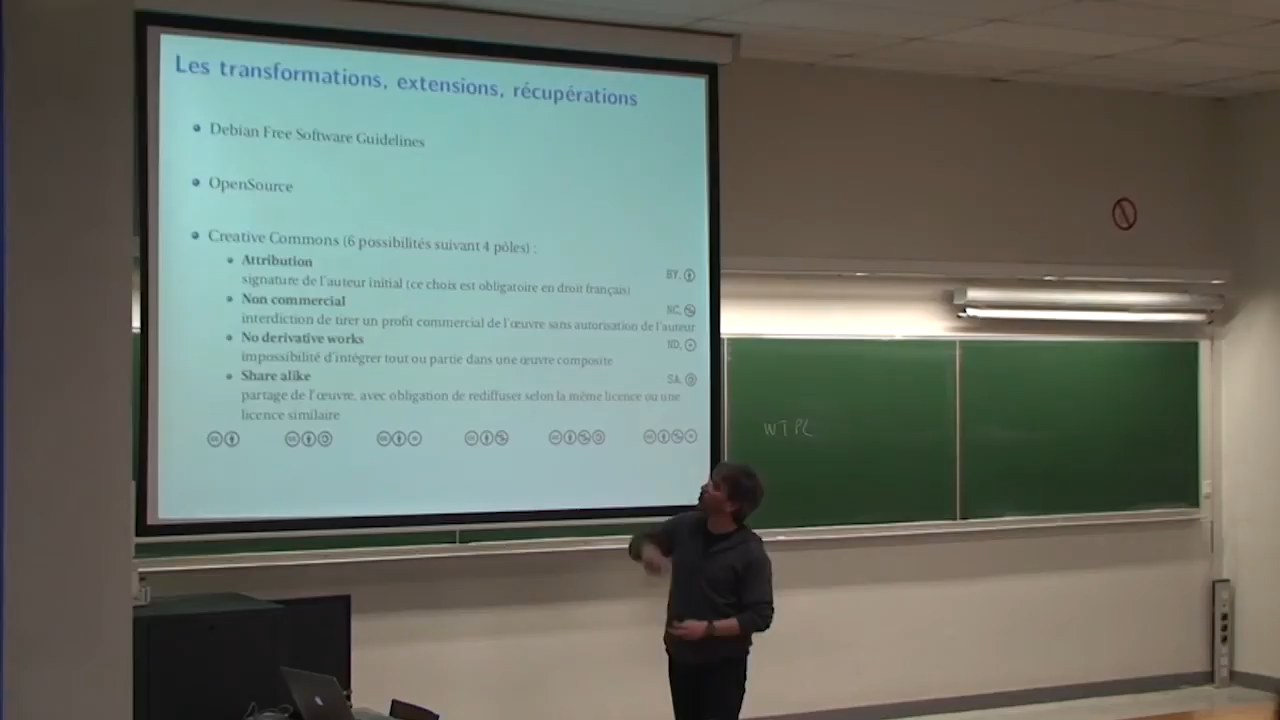 Les transformations, extensions, récupérations
Debian Free Software Guidelines
OpenSource
Creative Commons (6 possibilités suivant 4 pôles) :
Attribution
BY,
signature de l'auteur initial (ce choix est obligatoire en droit français)
Non commercial
NC,
interdiction de tirer un profit commercial de l'œuvre sans autorisation de l'auteur
No derivative works
ND,
impossibilité d'intégrer tout ou partie dans une œuvre composite
Share alike
SA,
partage de l'œuvre, avec obligation de rediffuser selon la même licence ou une
licence similaire
WTPL